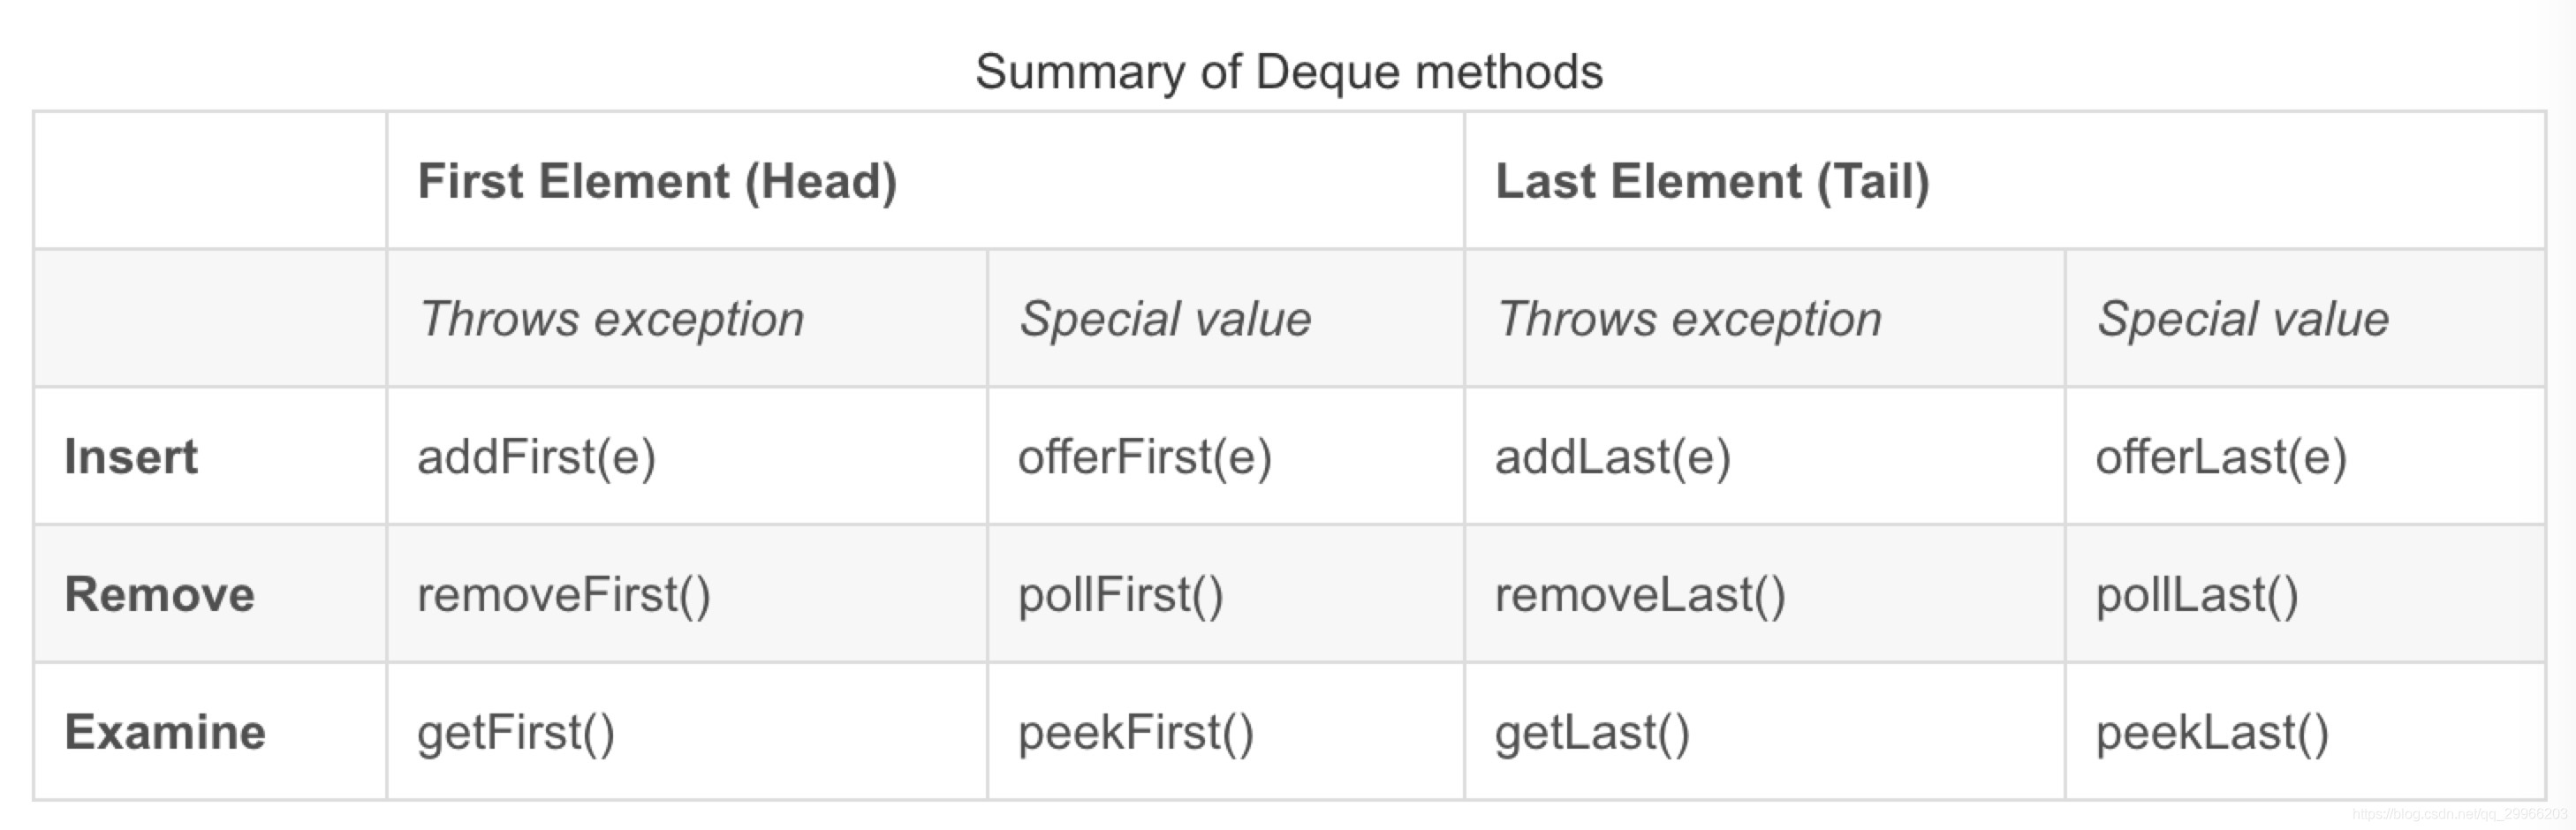 Summary of Deque methods
First Element (Head) Last Element (Tail)
Throws exception Special value Throws exception Special value
Insert addFirst(e) offerFirst(e) addLast(e) offerLast(e)
Remove removeFirst() pollFirst() removeLast() pollLast()
Examine getFirst() peekFirst() getLast() peekLast()
https://blog.csdn.net/qq_29966203